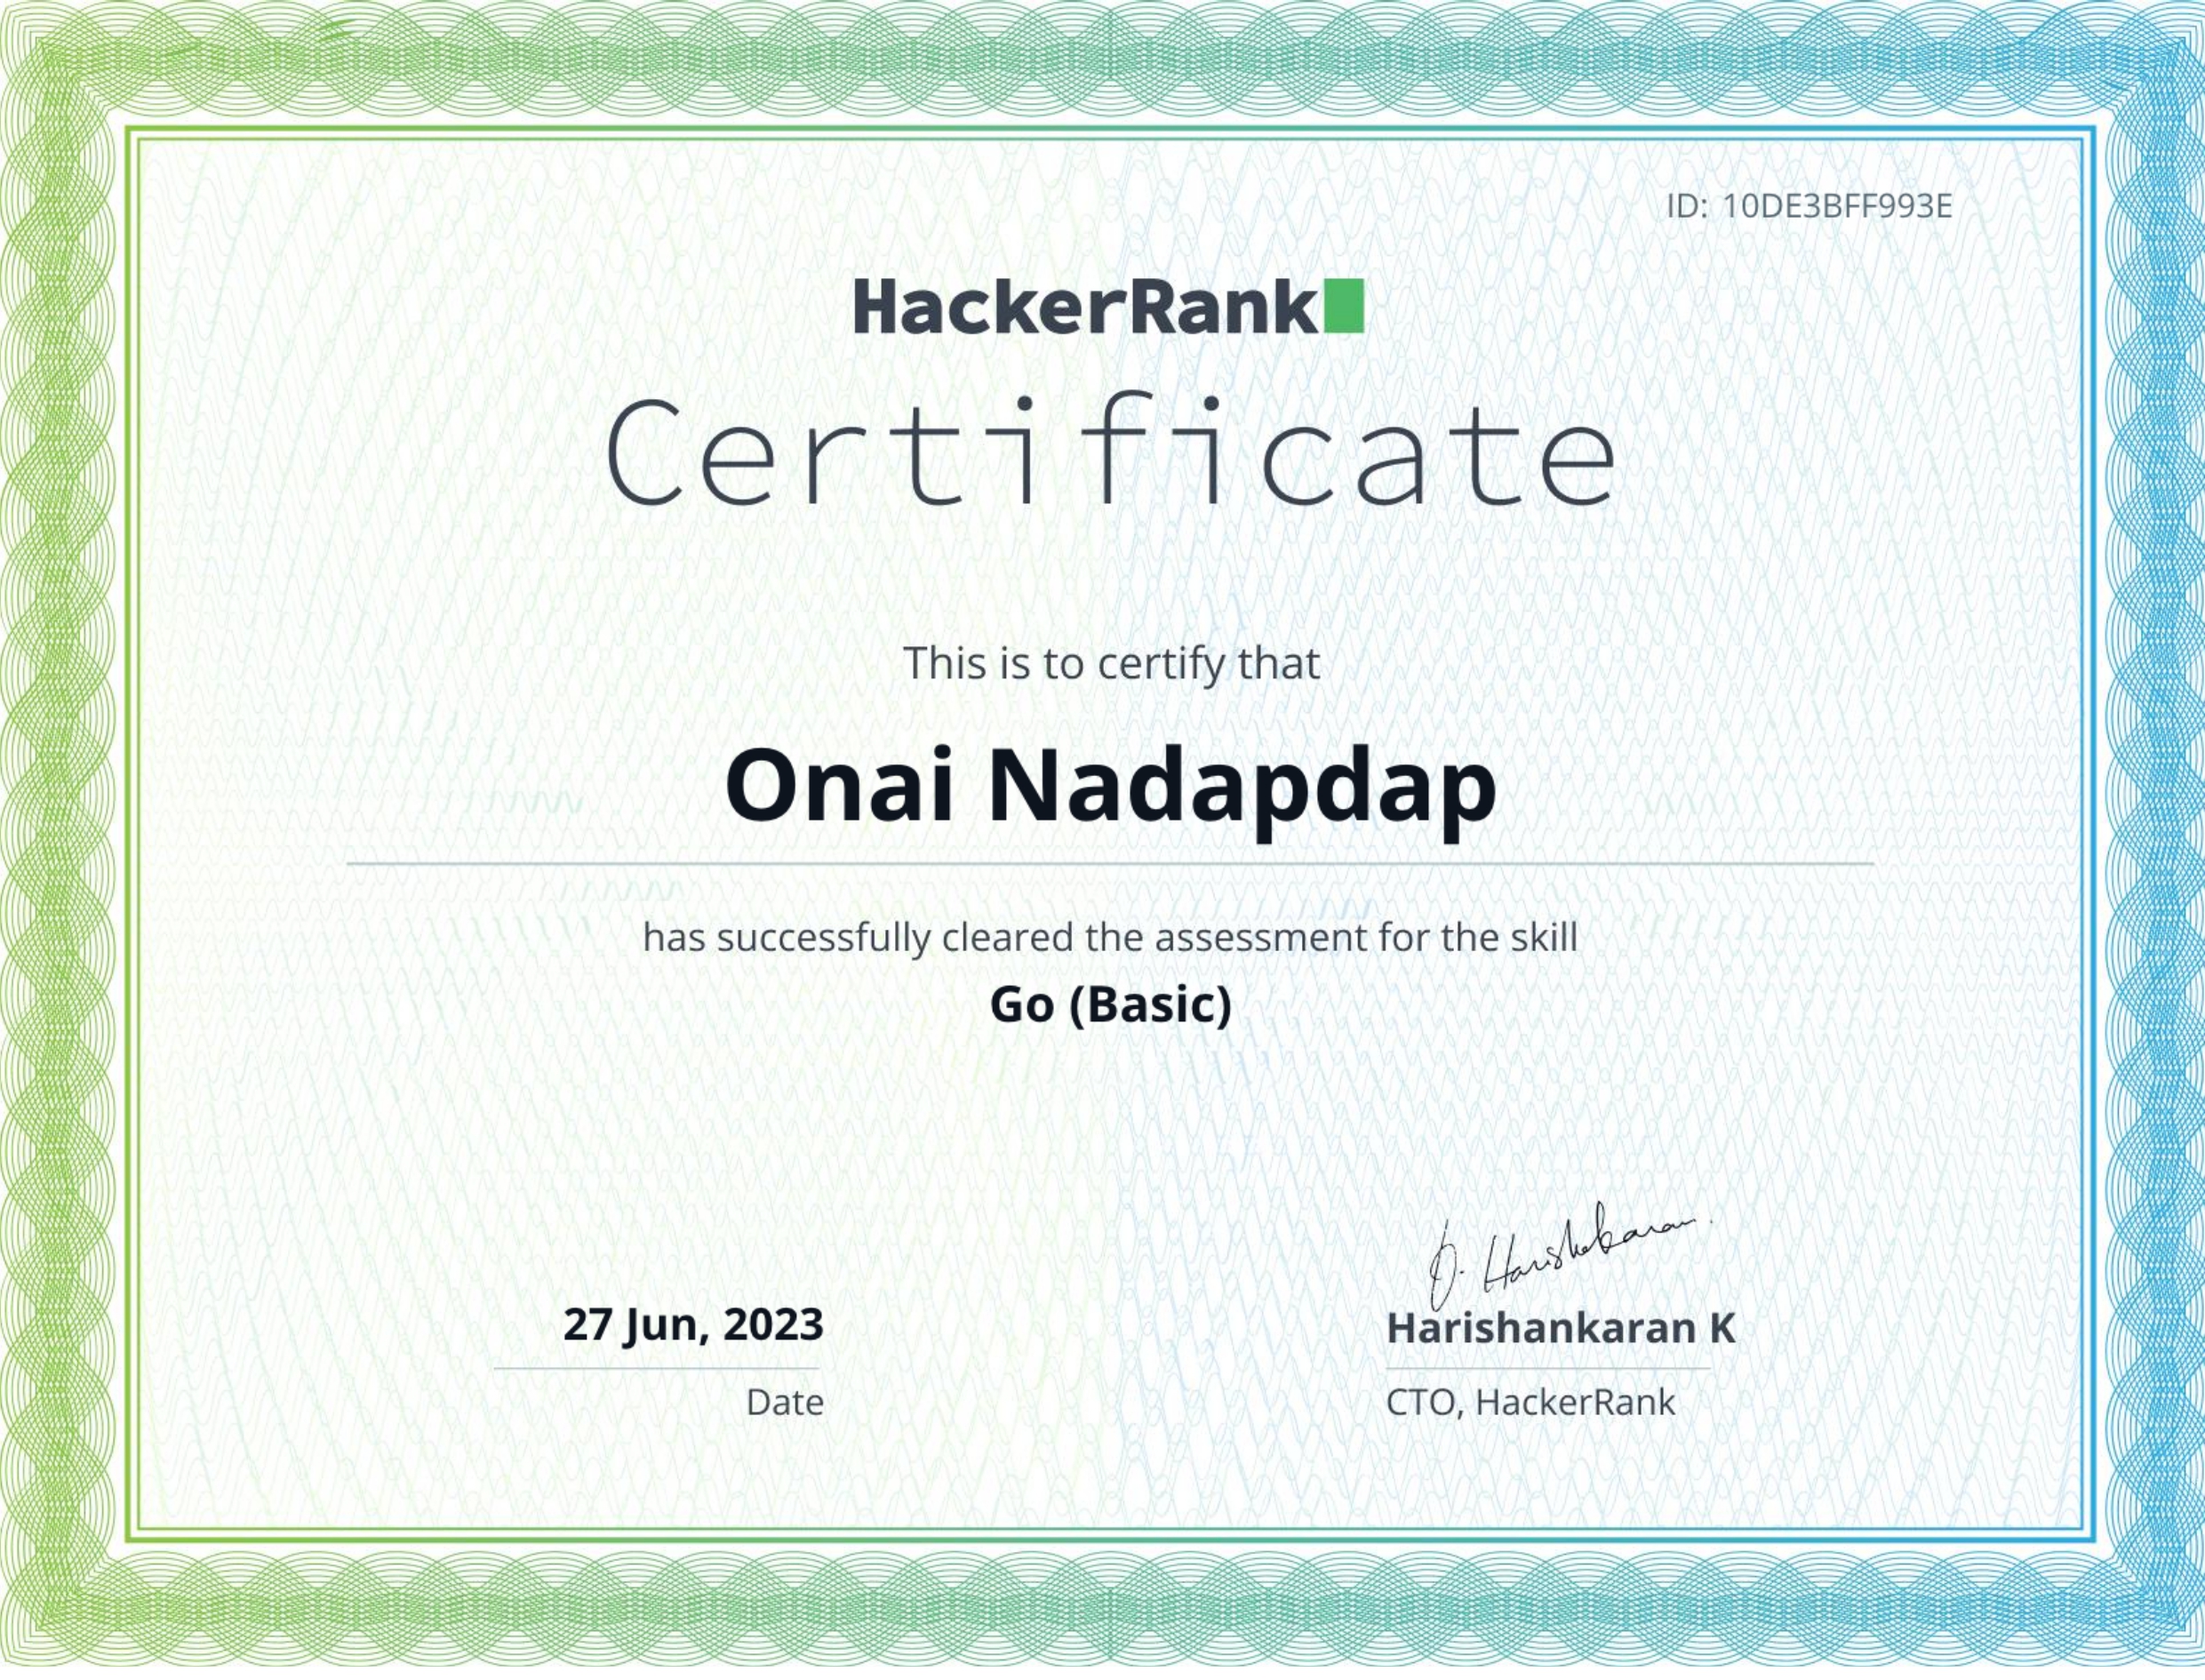 ID: 10DE3BFF993E
HackerRank
Certificate
This is to certify that
Onai Nadapdap
has successfully cleared the assessment for the skill
Go (Basic)
D. Harishankaran.
27 Jun, 2023
Harishankaran K
Date
CTO, HackerRank